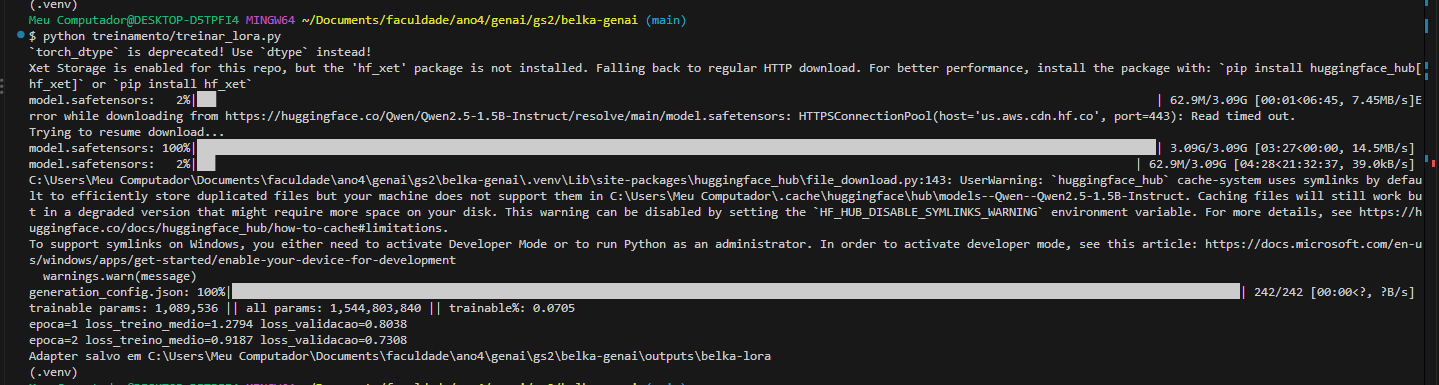 (.venv)
Meu Computador@DESKTOP-D5TPFI4 MINGW64 ~/Documents/faculdade/ano4/genai/gs2/belka-genai (main)
$ python treinamento/treinar_lora.py
`torch_dtype` is deprecated! Use `dtype` instead!
Xet Storage is enabled for this repo, but the 'hf_xet' package is not installed. Falling back to regular HTTP download. For better performance, install the package with: `pip install huggingface_hub[
hf_xet]` or `pip install hf_xet`
model.safetensors:   2%| | 62.9M/3.09G [00:01<06:45, 7.45MB/s]E
rror while downloading from https://huggingface.co/Qwen/Qwen2.5-1.5B-Instruct/resolve/main/model.safetensors: HTTPSConnectionPool(host='us.aws.cdn.hf.co', port=443): Read timed out.
Trying to resume download...
model.safetensors: 100%| | 3.09G/3.09G [03:27<00:00, 14.5MB/s]
model.safetensors:   2%| | 62.9M/3.09G [04:28<21:32:37, 39.0kB/s]
C:\Users\Meu Computador\Documents\faculdade\ano4\genai\gs2\belka-genai\.venv\Lib\site-packages\huggingface_hub\file_download.py:143: UserWarning: `huggingface_hub` cache-system uses symlinks by defau
lt to efficiently store duplicated files but your machine does not support them in C:\Users\Meu Computador\.cache\huggingface\hub\models--Qwen--Qwen2.5-1.5B-Instruct. Caching files will still work bu
t in a degraded version that might require more space on your disk. This warning can be disabled by setting the `HF_HUB_DISABLE_SYMLINKS_WARNING` environment variable. For more details, see https://h
uggingface.co/docs/huggingface_hub/how-to-cache#limitations.
To support symlinks on Windows, you either need to activate Developer Mode or to run Python as an administrator. In order to activate developer mode, see this article: https://docs.microsoft.com/en-u
s/windows/apps/get-started/enable-your-device-for-development
  warnings.warn(message)
generation_config.json: 100%| | 242/242 [00:00<?, ?B/s]
trainable params: 1,089,536 || all params: 1,544,803,840 || trainable%: 0.0705
epoca=1 loss_treino_medio=1.2794 loss_validacao=0.8038
epoca=2 loss_treino_medio=0.9187 loss_validacao=0.7308
Adapter salvo em C:\Users\Meu Computador\Documents\faculdade\ano4\genai\gs2\belka-genai\outputs\belka-lora
(.venv)